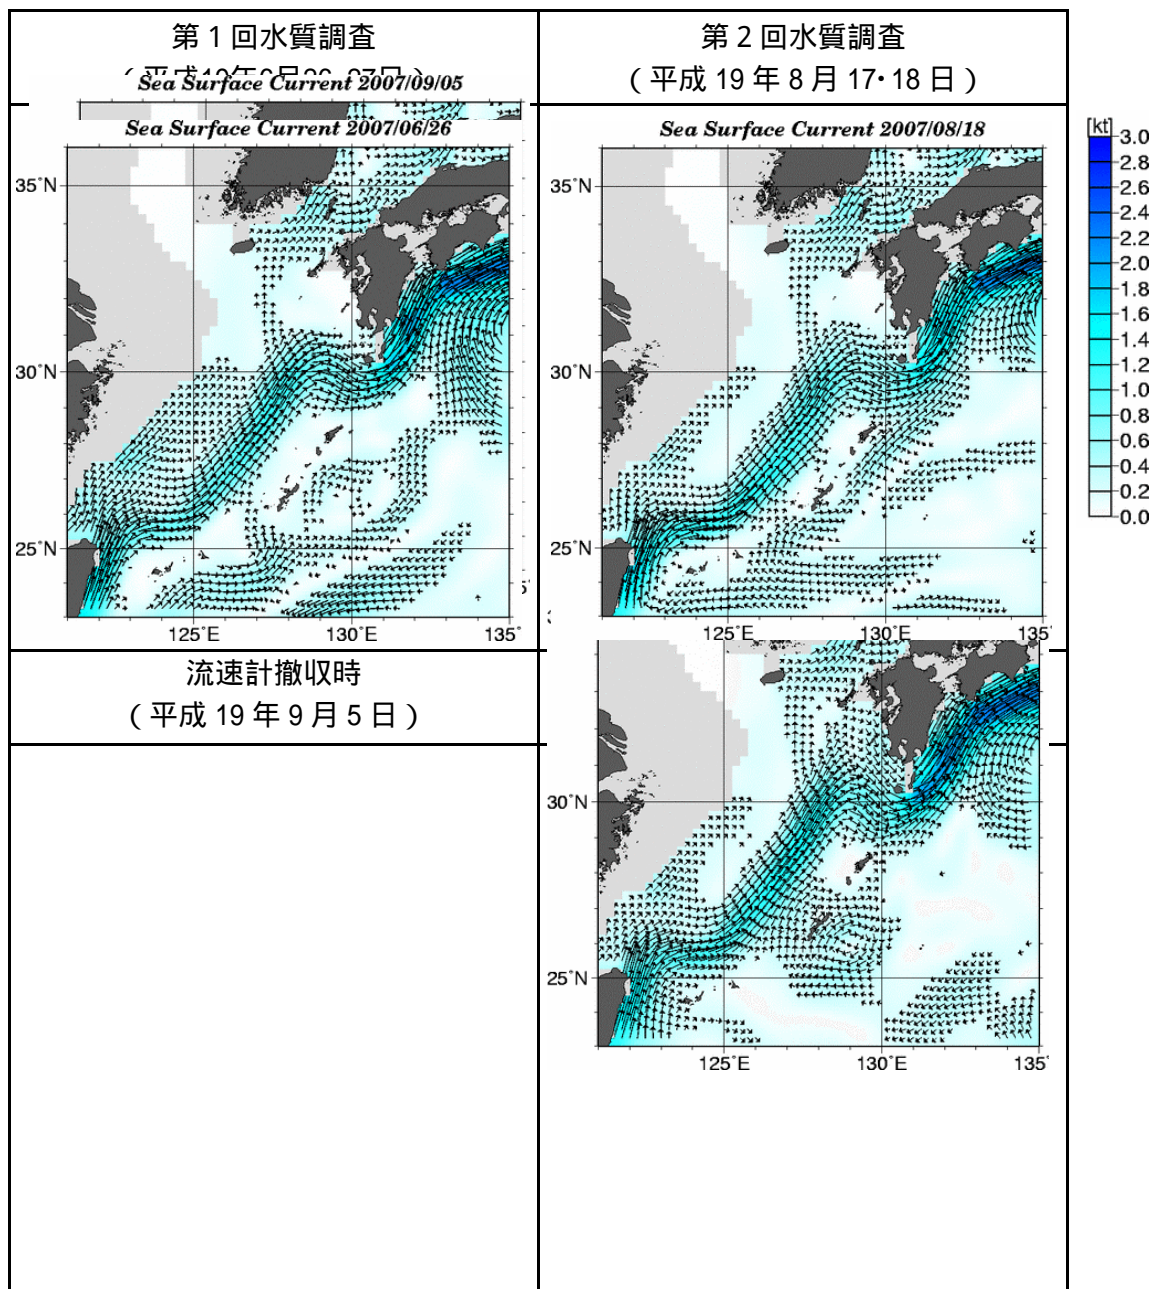 第 1 回水質調査
Sea Surface Current 2007/09/05
Sea Surface Current 2007/06/26
35°N
30°N
25°N
125°E
130°E
135°
第 2 回水質調査
（平成 19 年 8 月 17・18 日）
Sea Surface Current 2007/08/18
35°N
30°N
25°N
125°E
130°E
135°
[kt]
3.0
2.8
2.6
2.4
2.2
2.0
1.8
1.6
1.4
1.2
1.0
0.8
0.6
0.4
0.2
0.0
流速計撤収時
（平成 19 年 9 月 5 日）
30°N
25°N
125°E
130°E
135°